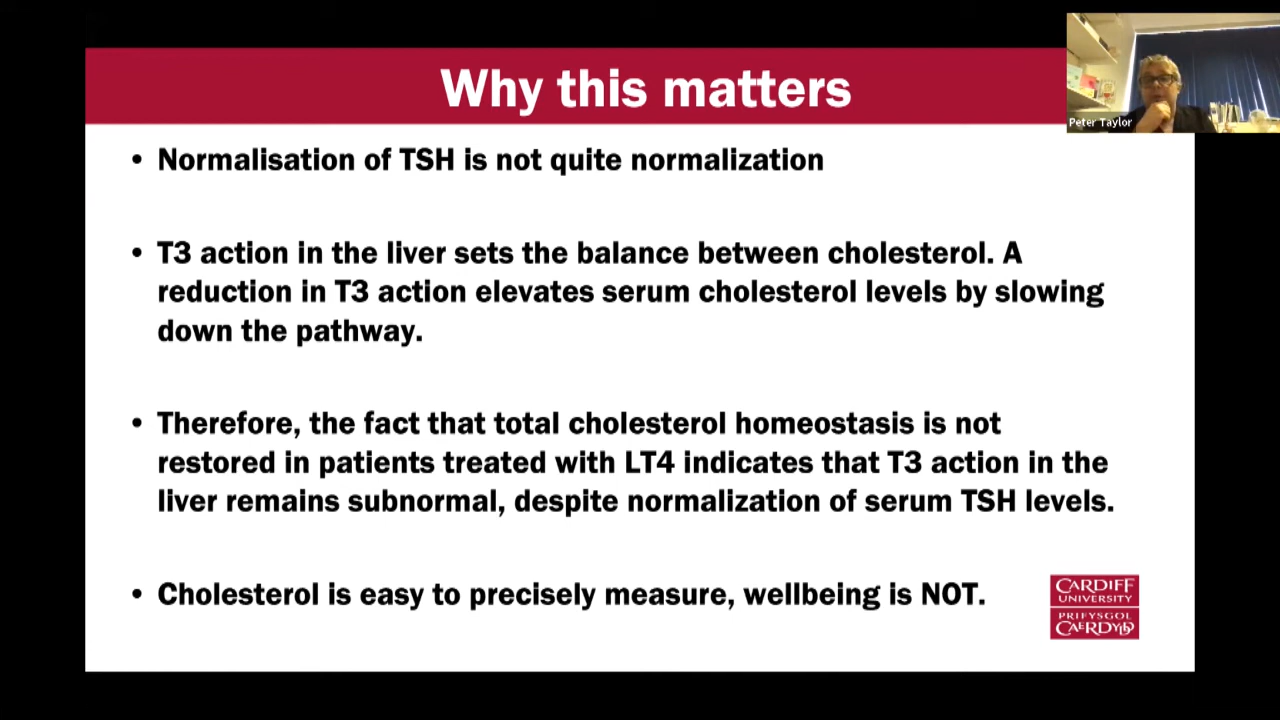 Why this matters
Peter Taylor
• Normalisation of TSH is not quite normalization
• T3 action in the liver sets the balance between cholesterol. A
reduction in T3 action elevates serum cholesterol levels by slowing
down the pathway.
• Therefore, the fact that total cholesterol homeostasis is not
restored in patients treated with LT4 indicates that T3 action in the
liver remains subnormal, despite normalization of serum TSH levels.
• Cholesterol is easy to precisely measure, wellbeing is NOT.
CARDIFF
UNIVERSITY
PRIFYSGOL
CAERDYDD